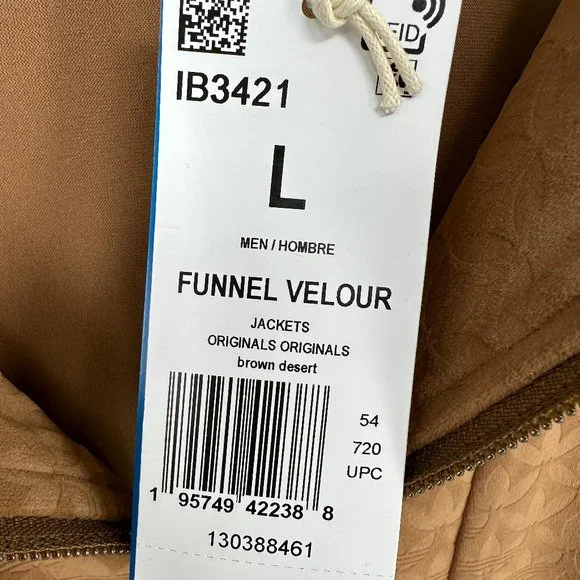 IB3421
L
MEN / HOMBRE
FUNNEL VELOUR
JACKETS
ORIGINALS ORIGINALS
brown desert
54
720
UPC
1 95749 42238 8
130388461